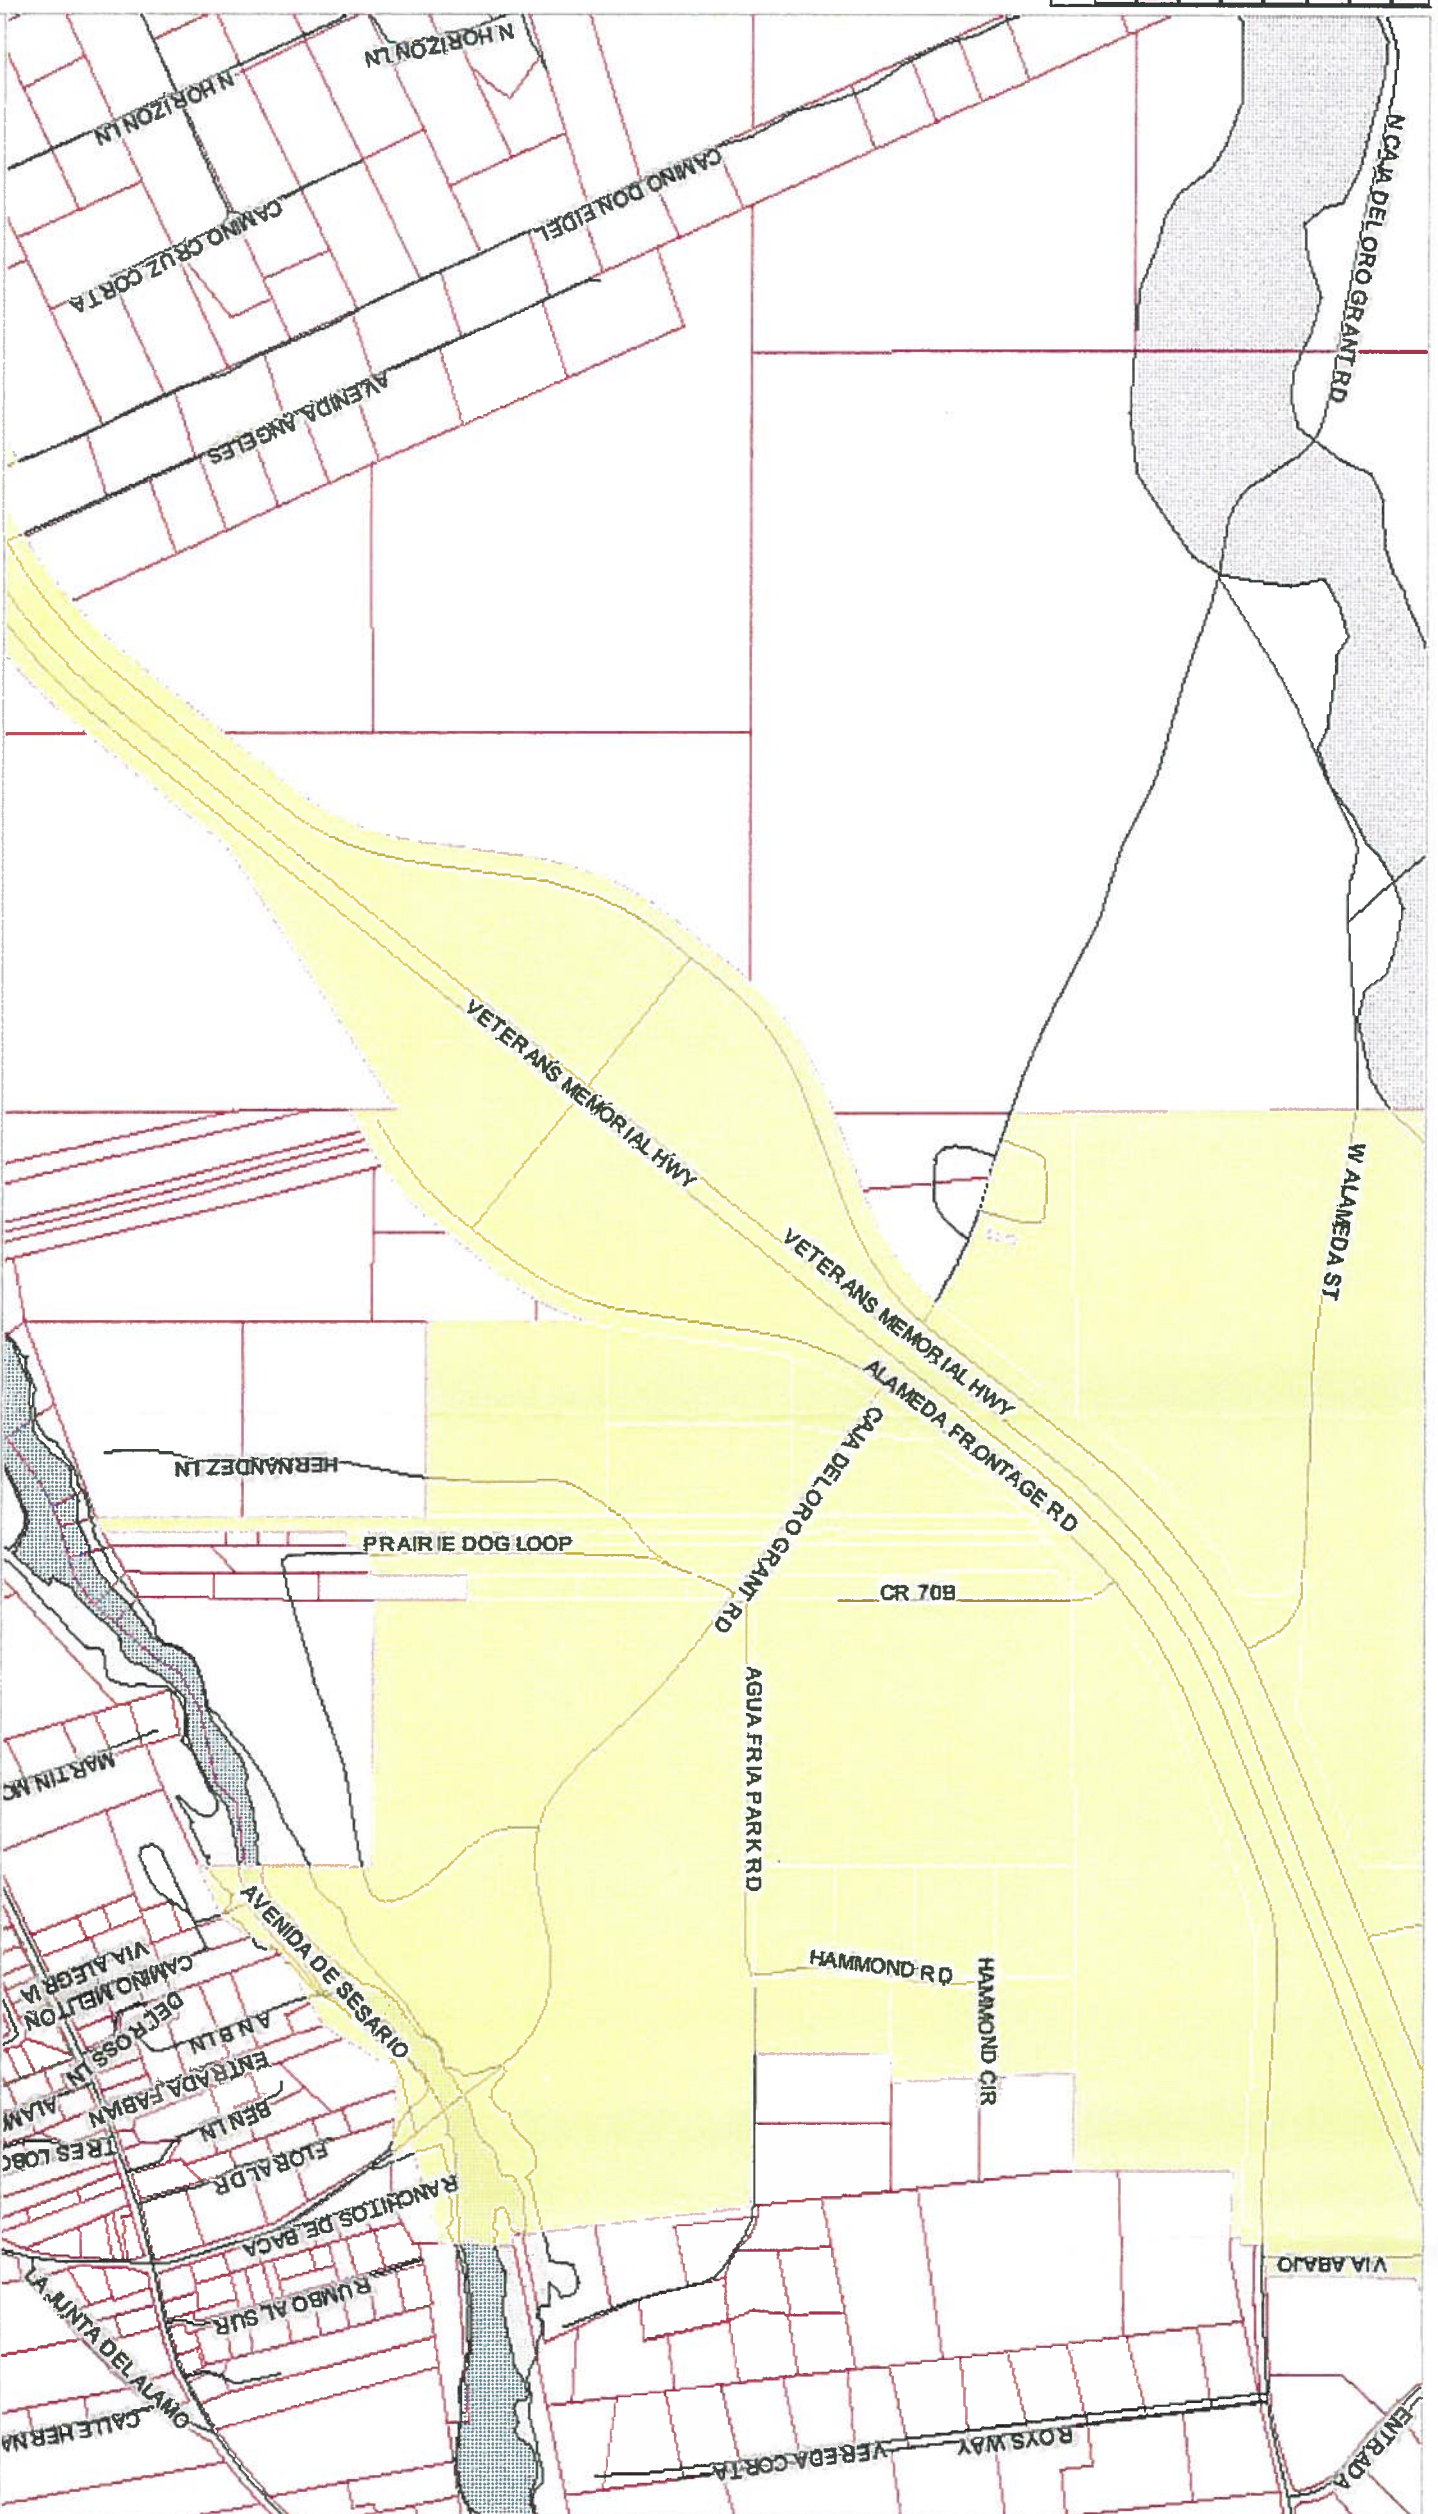 N HORIZON LN
N HORIZON LN
CAMINO CRUZ CORTA
CAMINO DON EIDEL
N CAJA DEL ORO GRANT RD
AVENIDA ANGELES
VETERANS MEMORIAL HWY
VETERANS MEMORIAL HWY
W ALAMEDA ST
ALAMEDA FRONTAGE RD
CAJA DEL ORO GRANT RD
HERNANDEZ LN
PRAIRIE DOG LOOP
CR 70B
AGUA FRIA PARK RD
MARTIN MC
AVENIDA DE SESARIO
HAMMOND RD
HAMMOND CIR
VIA ALEGRIA
CAMINO MELITON
DELCROSS LN
A N B LN
ENTRADA FABIAN
ALAM
BEN LN
TRES LOBO
FLORAL DR
RANCHITOS DE BACA
VIA ABAJO
RUMBO AL SUR
LA JUNTA DEL ALAMO
CALLE HERNA
ROYS WAY
VEREDA CORTA
ENTRADA